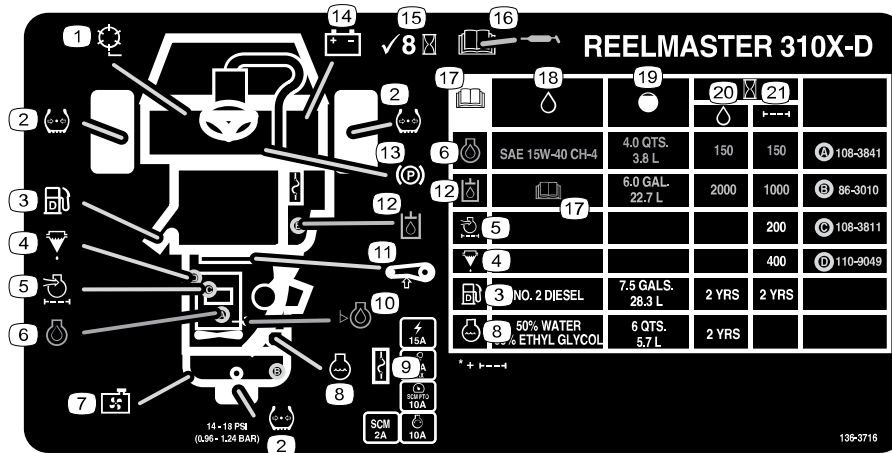 1
2
3
4
5
6
7
14
15
16
✓8
REELMASTER 310X-D
2
13
12
11
10
9
8
2
P
D
A
B
C
D
E
14 - 18 PSI
(0.96 - 1.24 BAR)
15A
SCM PTO
10A
SCM
2A
10A
17
18
19
20
21
6
SAE 15W-40 CH-4
4.0 QTS.
3.8 L
150
150
A 108-3841
12
17
6.0 GAL.
22.7 L
2000
1000
B 86-3010
5
200
C 108-3811
4
400
D 110-9049
D
3
NO. 2 DIESEL
7.5 GALS.
28.3 L
2 YRS
2 YRS
8
50% WATER
% ETHYL GLYCOL
6 QTS.
5.7 L
2 YRS
* +
136-3716